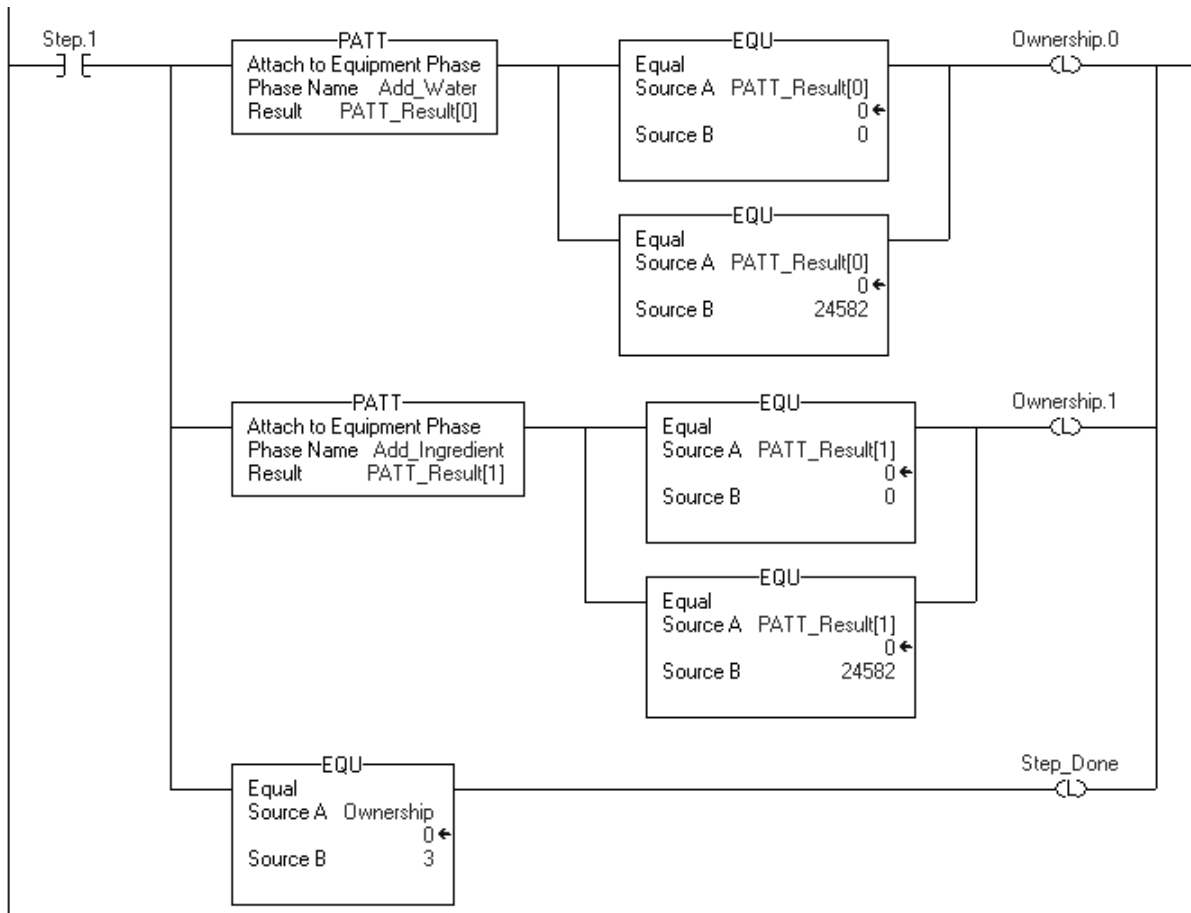 Step.1
PATT
Attach to Equipment Phase
Phase Name Add_Water
Result PATT_Result[0]
EQU
Equal
Source A PATT_Result[0]
0
Source B 0
Ownership.0
L
EQU
Equal
Source A PATT_Result[0]
0
Source B 24582
PATT
Attach to Equipment Phase
Phase Name Add_Ingredient
Result PATT_Result[1]
EQU
Equal
Source A PATT_Result[1]
0
Source B 0
Ownership.1
L
EQU
Equal
Source A PATT_Result[1]
0
Source B 24582
EQU
Equal
Source A Ownership
0
Source B 3
Step_Done
L